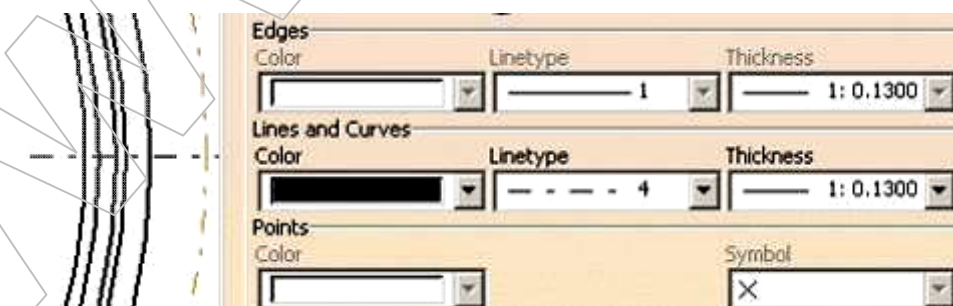 Edges
Color Linetype Thickness
1 1: 0.1300
Lines and Curves
Color Linetype Thickness
4 1: 0.1300
Points
Color Symbol